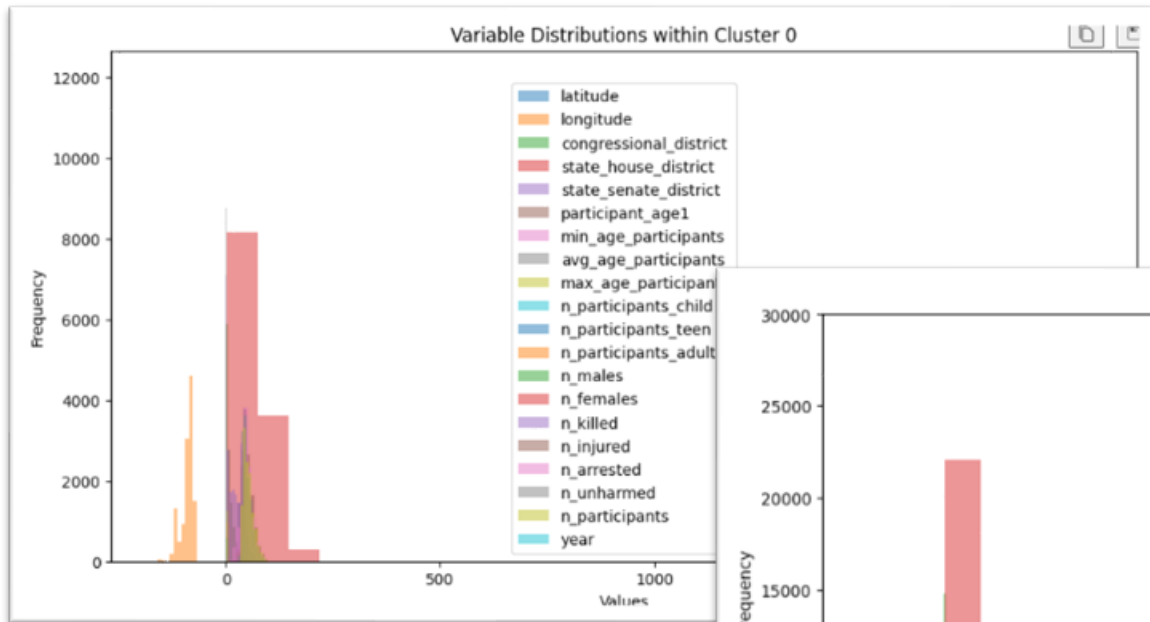 Variable Distributions within Cluster 0
12000
10000
8000
6000
4000
2000
0
Frequency
latitude
longitude
congressional_district
state_house_district
state_senate_district
participant_age1
min_age_participants
avg_age_participants
max_age_participan
n_participants_child
n_participants_teen
n_participants_adult
n_males
n_females
n_killed
n_injured
n_arrested
n_unharmed
n_participants
year
0
500
1000
Values
30000
25000
20000
15000
equency